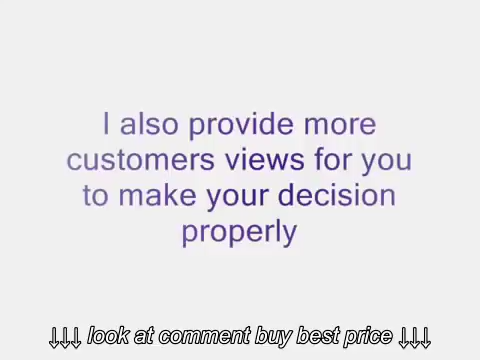 I also provide more
customers views for you
to make your decision
properly
↓↓↓ look at comment buy best price ↓↓↓